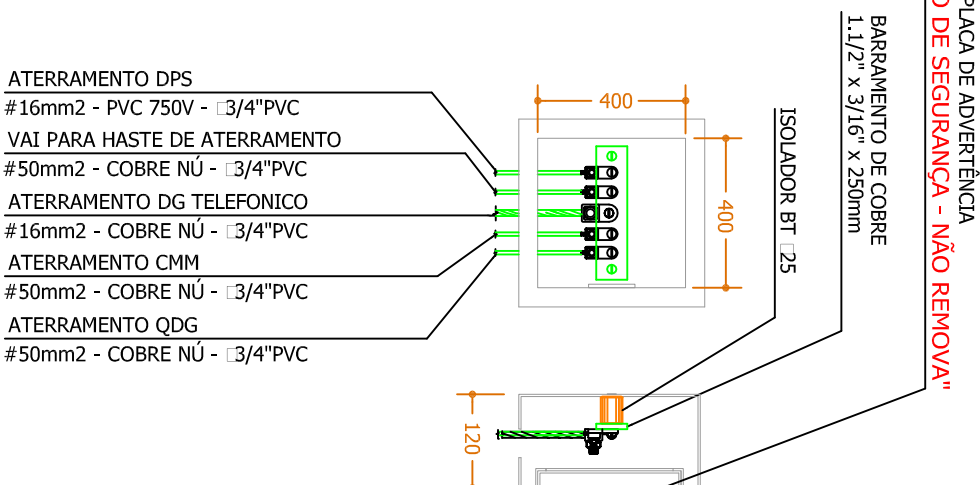 ATERRAMENTO DPS
#16mm2 - PVC 750V - □3/4"PVC
VAI PARA HASTE DE ATERRAMENTO
#50mm2 - COBRE NÚ - □3/4"PVC
ATERRAMENTO DG TELEFONICO
#16mm2 - COBRE NÚ - □3/4"PVC
ATERRAMENTO CMM
#50mm2 - COBRE NÚ - □3/4"PVC
ATERRAMENTO QDG
#50mm2 - COBRE NÚ - □3/4"PVC
400
400
120
ISOLADOR BT □25
BARRAMENTO DE COBRE
1.1/2" x 3/16" x 250mm
PLACA DE ADVERTÊNCIA
DE SEGURANÇA - NÃO REMOVA"